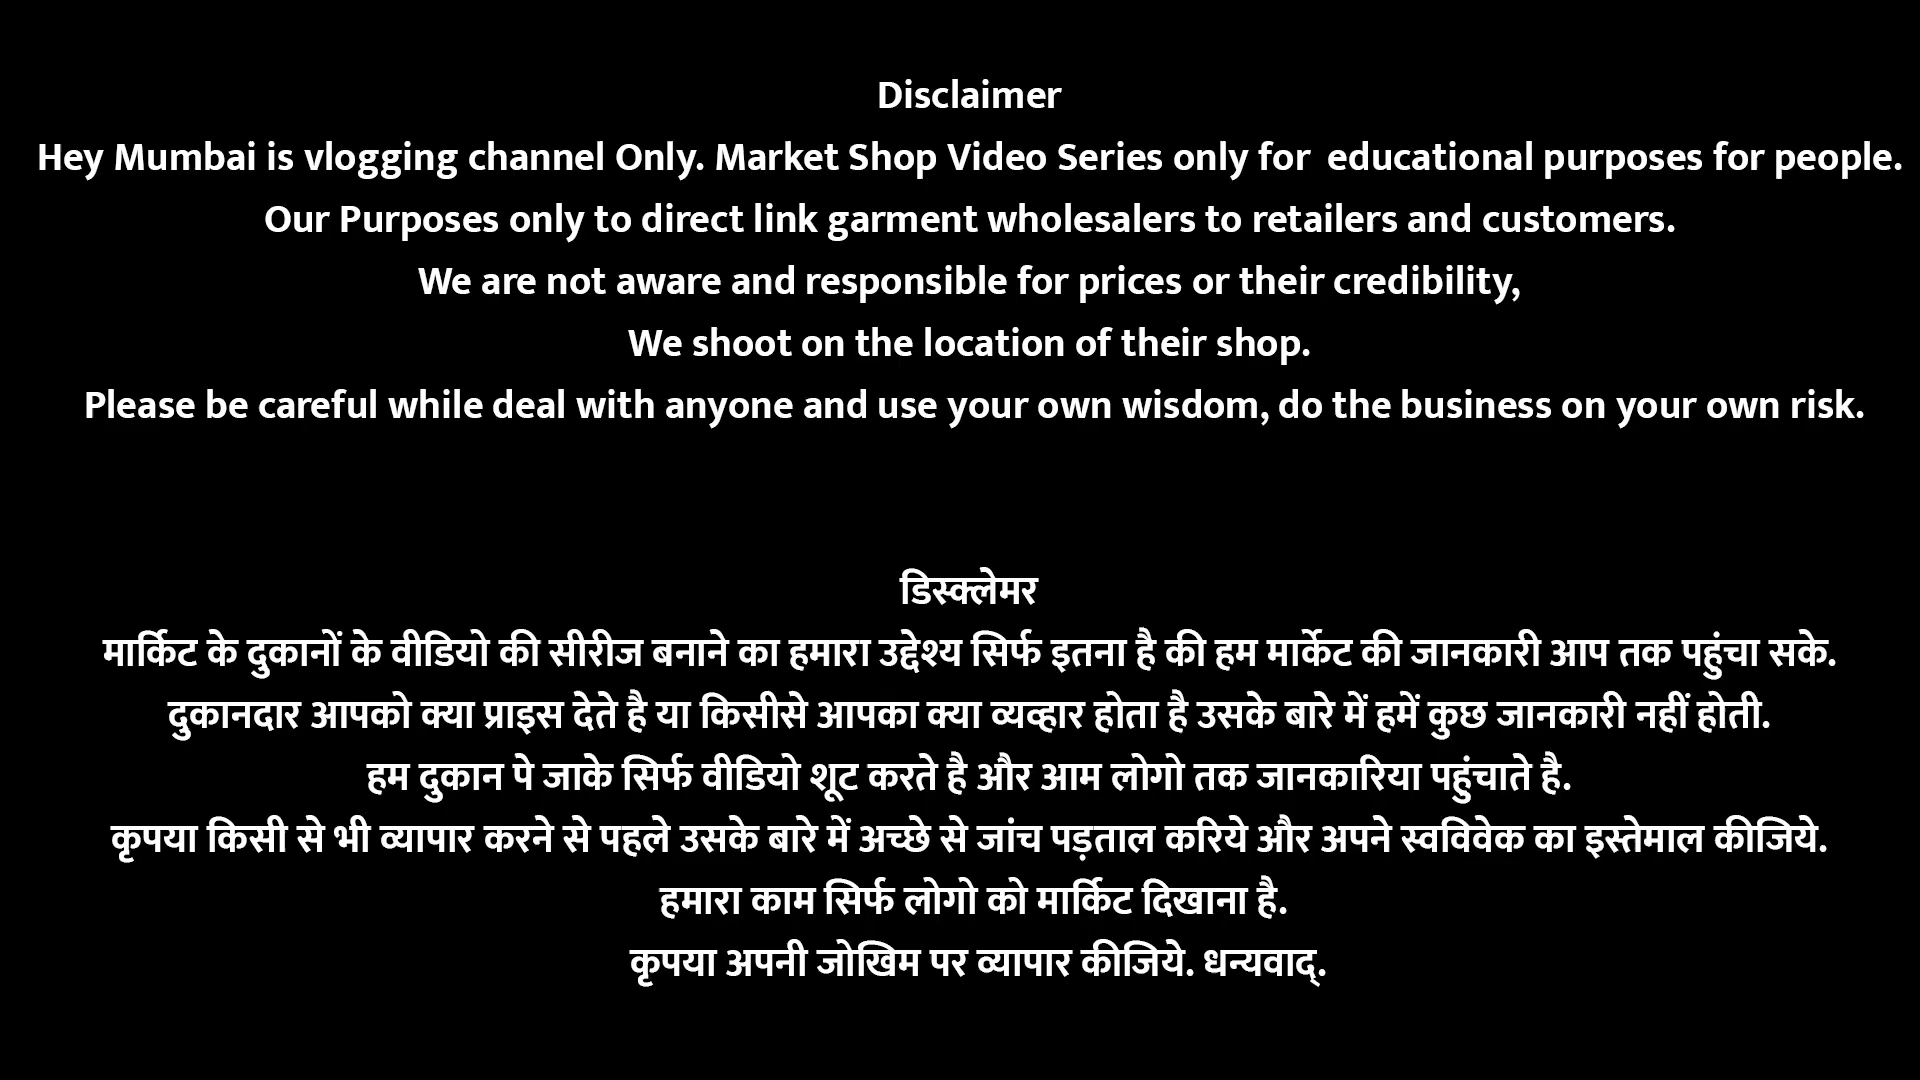 Disclaimer
Hey Mumbai is vlogging channel Only. Market Shop Video Series only for  educational purposes for people.
Our Purposes only to direct link garment wholesalers to retailers and customers.
We are not aware and responsible for prices or their credibility,
We shoot on the location of their shop.
Please be careful while deal with anyone and use your own wisdom, do the business on your own risk.
डिस्क्लेमर
मार्किट के दुकानों के वीडियो की सीरीज बनाने का हमारा उद्देश्य सिर्फ इतना है की हम मार्केट की जानकारी आप तक पहुंचा सके.
दुकानदार आपको क्या प्राइस देते है या किसीसे आपका क्या व्यव्हार होता है उसके बारे में हमें कुछ जानकारी नहीं होती.
हम दुकान पे जाके सिर्फ वीडियो शूट करते है और आम लोगो तक जानकारिया पहुंचाते है.
कृपया किसी से भी व्यापार करने से पहले उसके बारे में अच्छे से जांच पड़ताल करिये और अपने स्वविवेक का इस्तेमाल कीजिये.
हमारा काम सिर्फ लोगो को मार्किट दिखाना है.
कृपया अपनी जोखिम पर व्यापार कीजिये. धन्यवाद्.